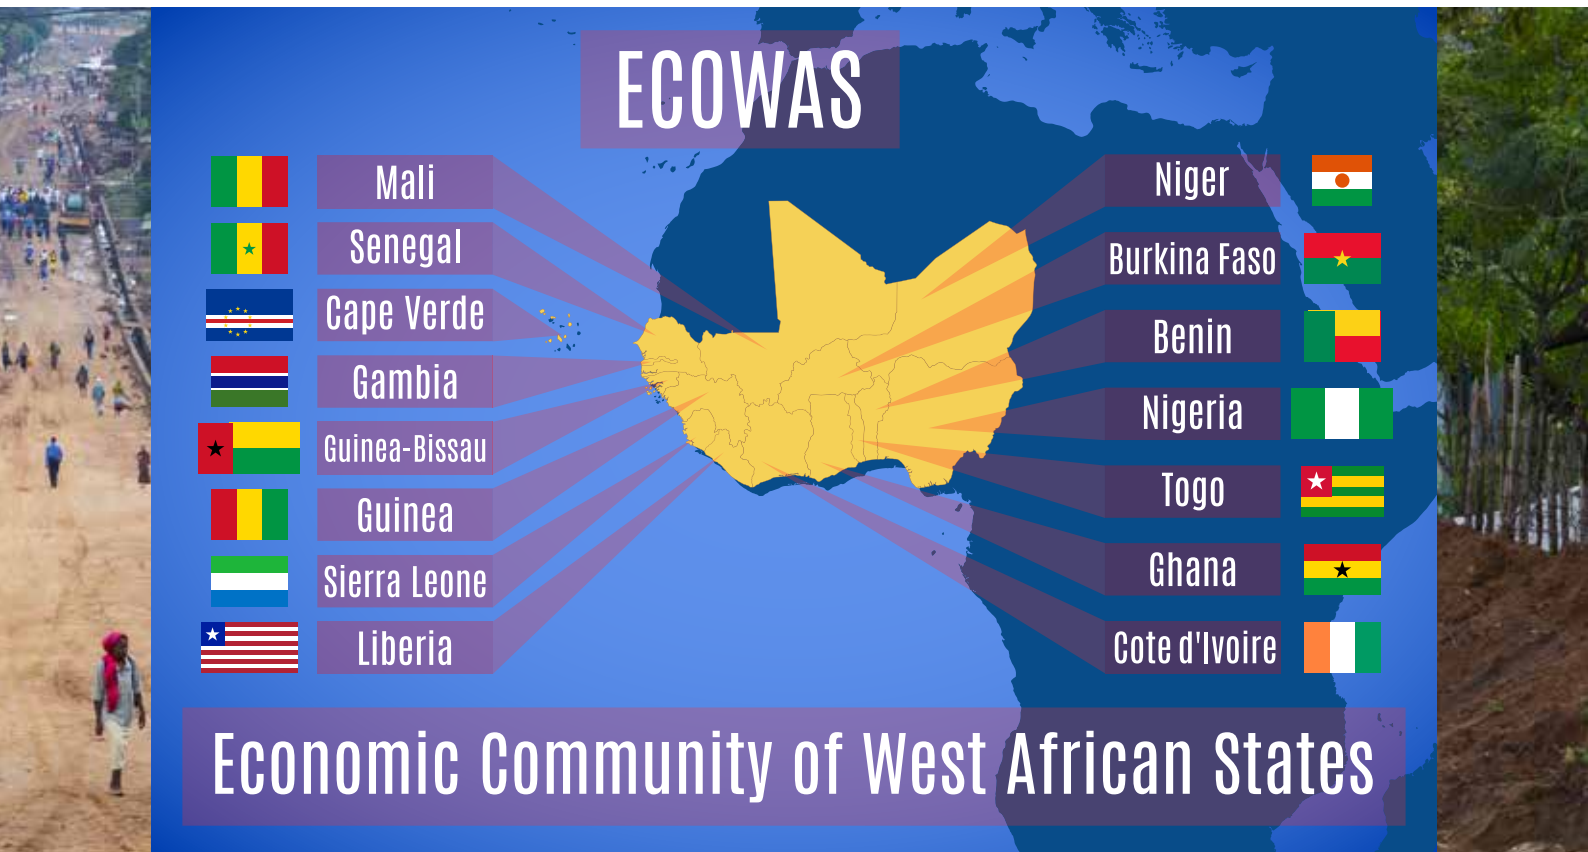 ECOWAS
Mali
Senegal
Cape Verde
Gambia
Guinea-Bissau
Guinea
Sierra Leone
Liberia
Niger
Burkina Faso
Benin
Nigeria
Togo
Ghana
Cote d'Ivoire
Economic Community of West African States